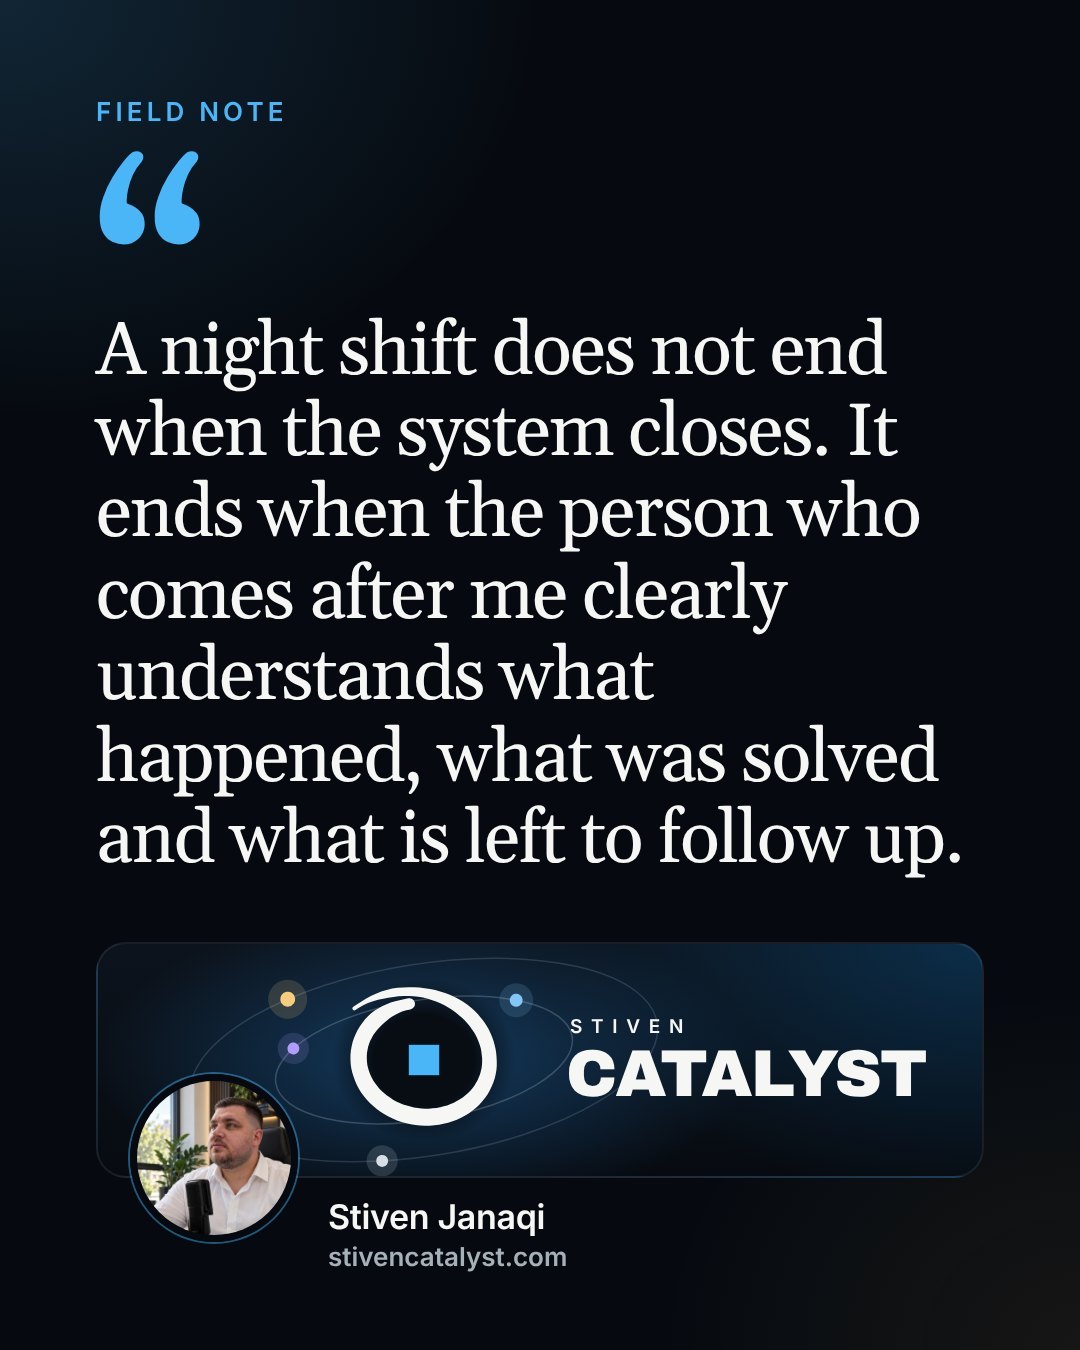 FIELD NOTE
“
A night shift does not end
when the system closes. It
ends when the person who
comes after me clearly
understands what
happened, what was solved
and what is left to follow up.
STIVEN
CATALYST
Stiven Janaqi
stivencatalyst.com